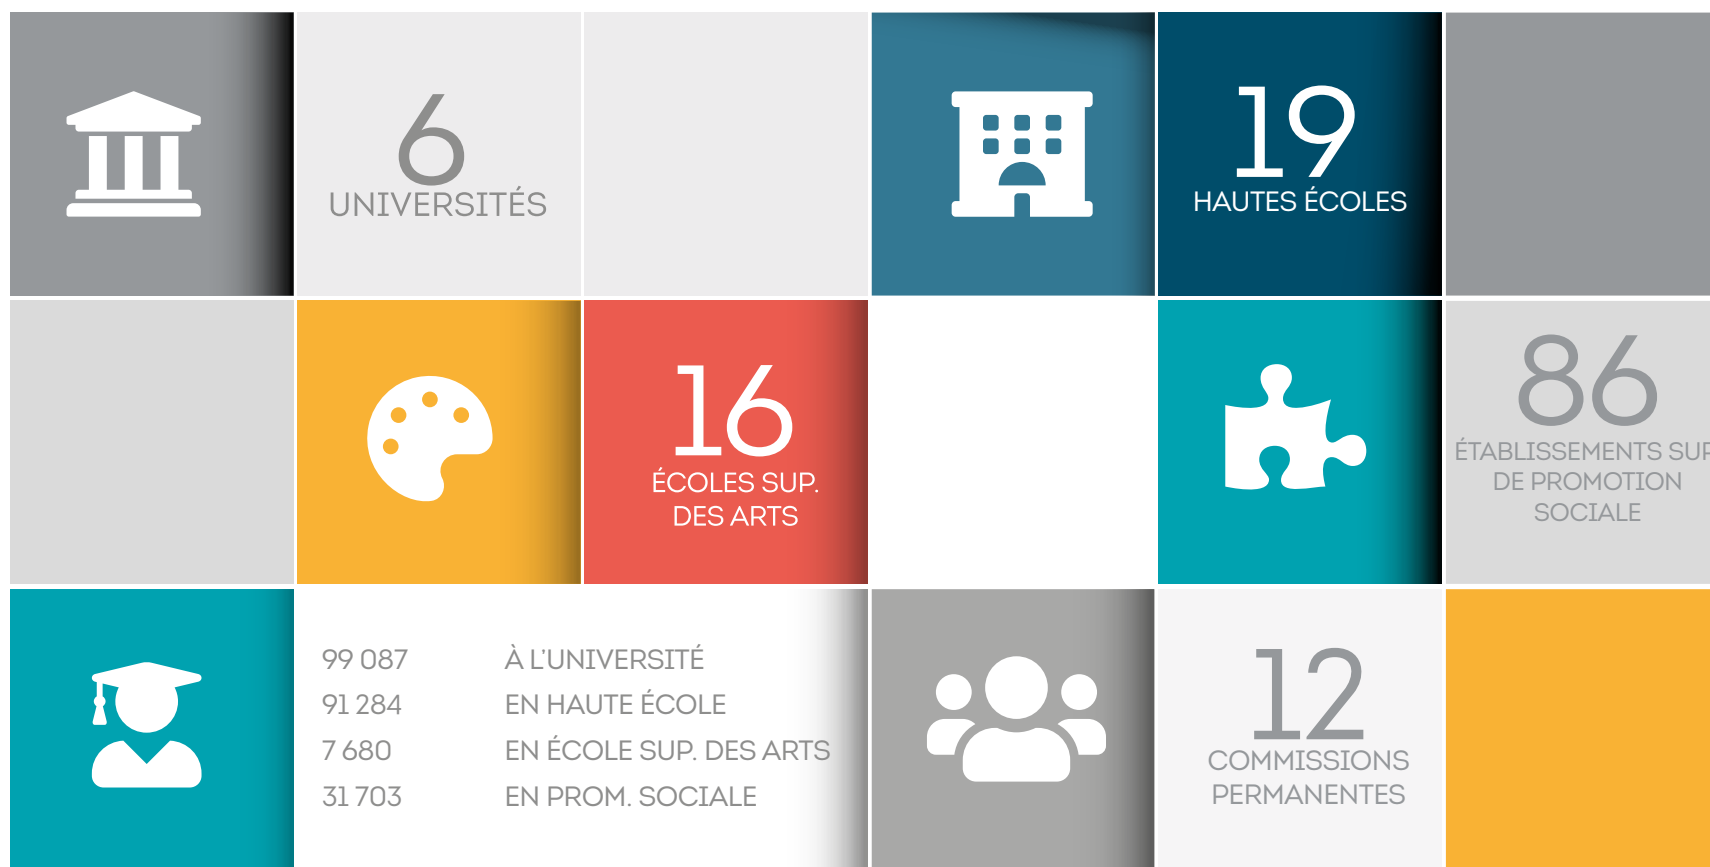 6
UNIVERSITÉS
19
HAUTES ÉCOLES
16
ÉCOLES SUP.
DES ARTS
86
ÉTABLISSEMENTS SUP
DE PROMOTION
SOCIALE
99 087 À L'UNIVERSITÉ
91 284 EN HAUTE ÉCOLE
7 680 EN ÉCOLE SUP. DES ARTS
31 703 EN PROM. SOCIALE
12
COMMISSIONS
PERMANENTES